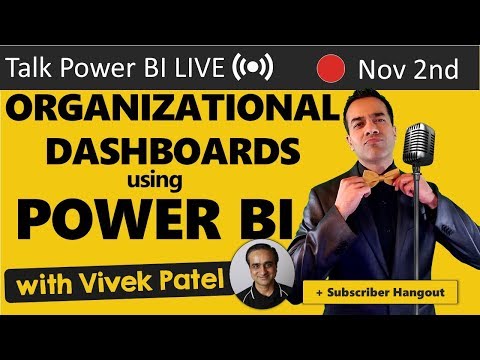 Talk Power BI LIVE
Nov 2nd
ORGANIZATIONAL
DASHBOARDS
using
POWER BI
with Vivek Patel
+ Subscriber Hangout